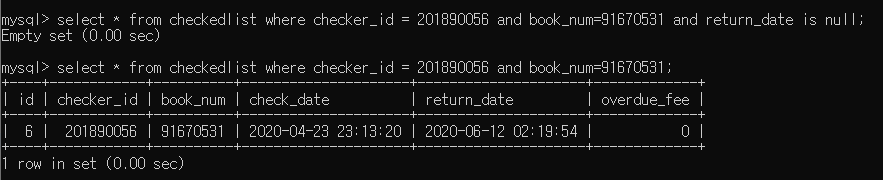 mysql> select * from checkedlist where checker_id = 201890056 and book_num=91670531 and return_date is null;
Empty set (0.00 sec)
mysql> select * from checkedlist where checker_id = 201890056 and book_num=91670531;
+----+------------+----------+---------------------+---------------------+-------------+
| id | checker_id | book_num | check_date          | return_date         | overdue_fee |
+----+------------+----------+---------------------+---------------------+-------------+
|  6 |  201890056 | 91670531 | 2020-04-23 23:13:20 | 2020-06-12 02:19:54 |           0 |
+----+------------+----------+---------------------+---------------------+-------------+
1 row in set (0.00 sec)